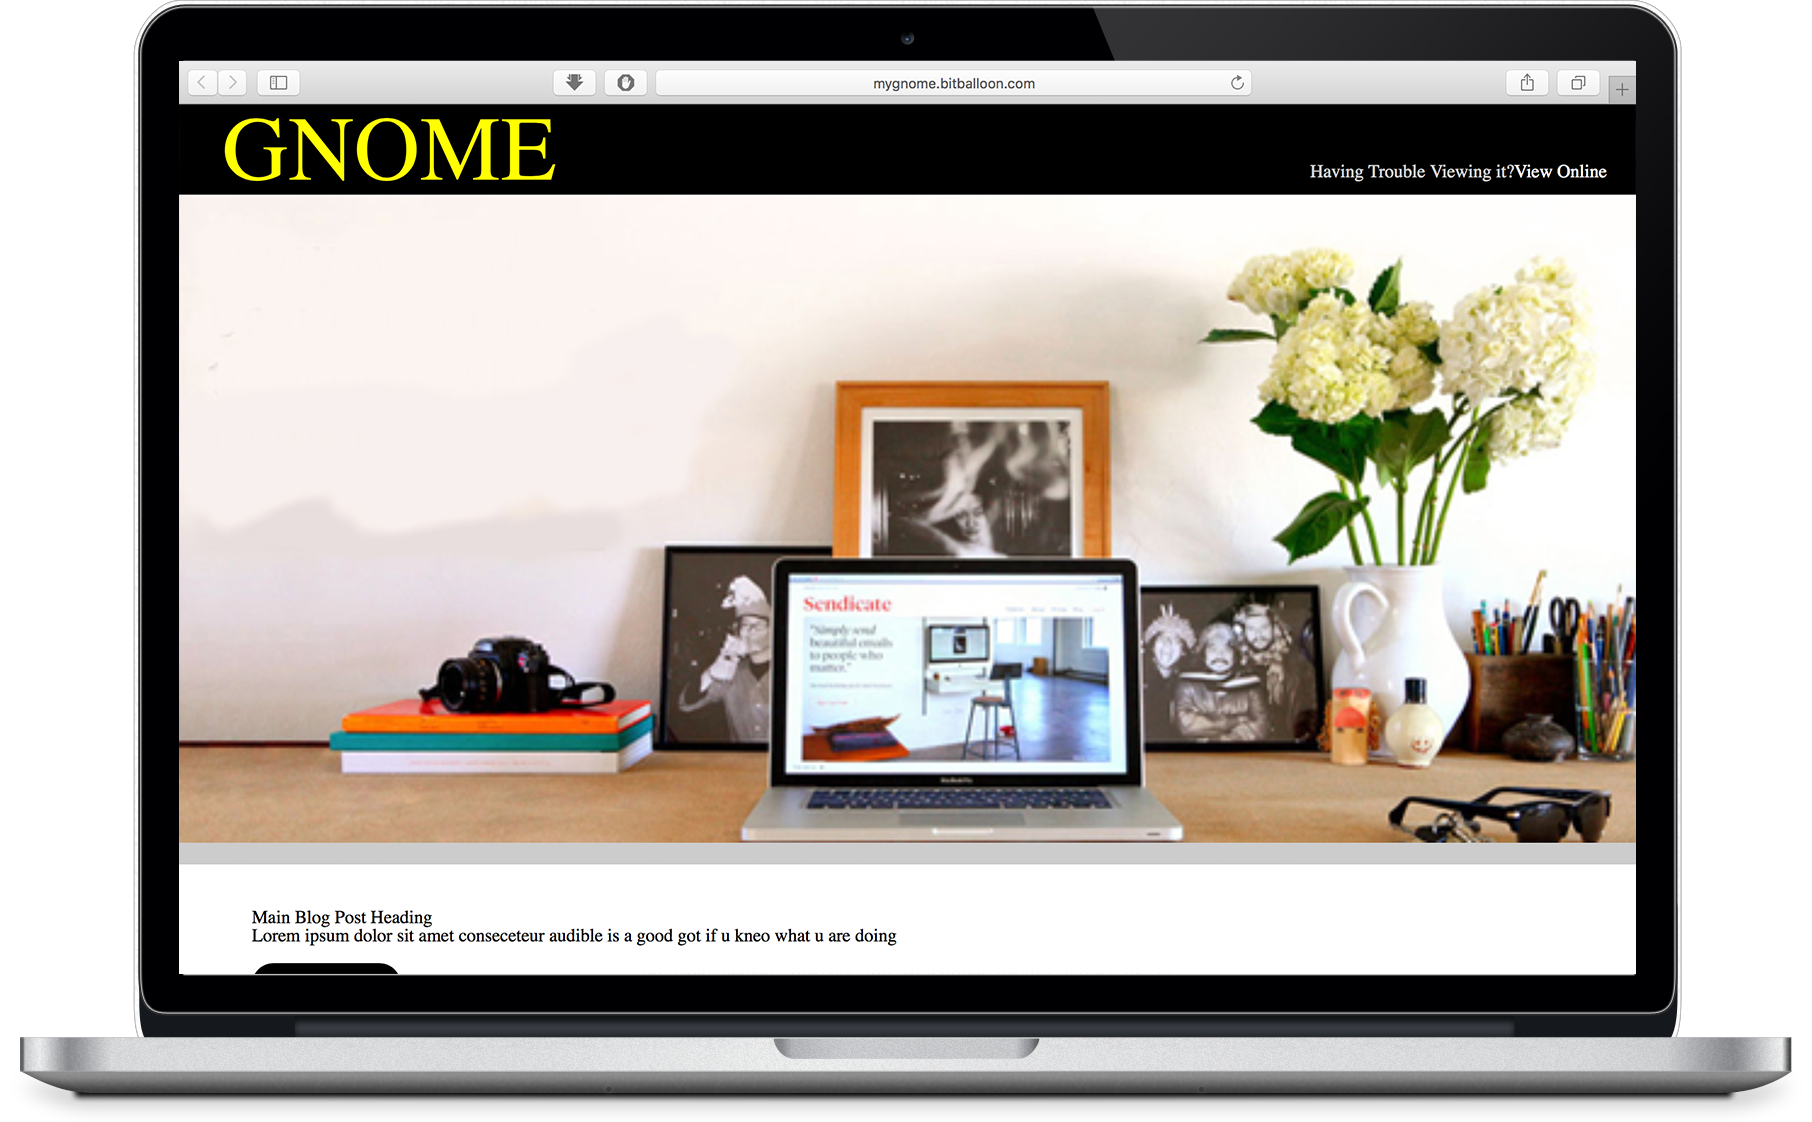 mygnome.bitballoon.com
GNOME
Having Trouble Viewing it?View Online
Sendicate
"Simply send
beautiful emails
to people who
matter."
Main Blog Post Heading
Lorem ipsum dolor sit amet conseceteur audible is a good got if u kneo what u are doing